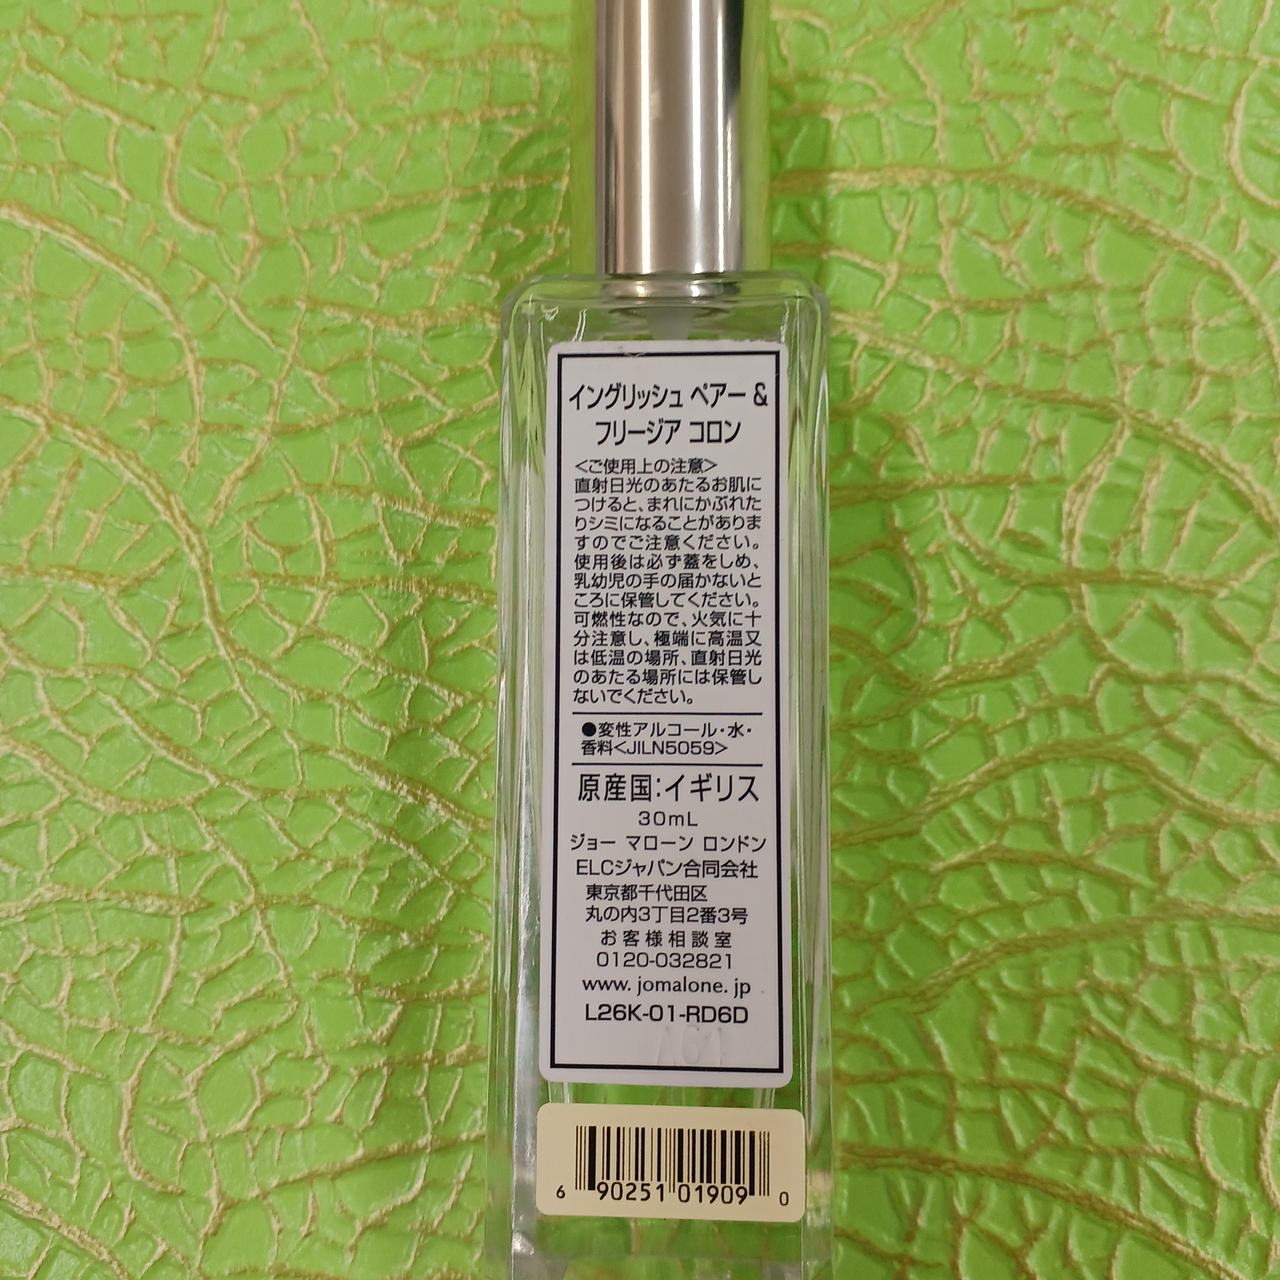 イングリッシュ ペアー &
フリージア コロン
<ご使用上の注意>
直射日光のあたるお肌に
つけると、まれにかぶれた
りシミになることがありま
すのでご注意ください。
使用後は必ず蓋をしめ、
乳幼児の手の届かないと
ころに保管してください。
可燃性なので、火気に十
分注意し、極端に高温又
は低温の場所、直射日光
のあたる場所には保管し
ないでください。
●変性アルコール・水・
香料<JILN5059>
原産国:イギリス
30mL
ジョー マローン ロンドン
ELCジャパン合同会社
東京都千代田区
丸の内3丁目2番3号
お客様相談室
0120-032821
www.jomalone.jp
L26K-01-RD6D
6 90251 01909 0